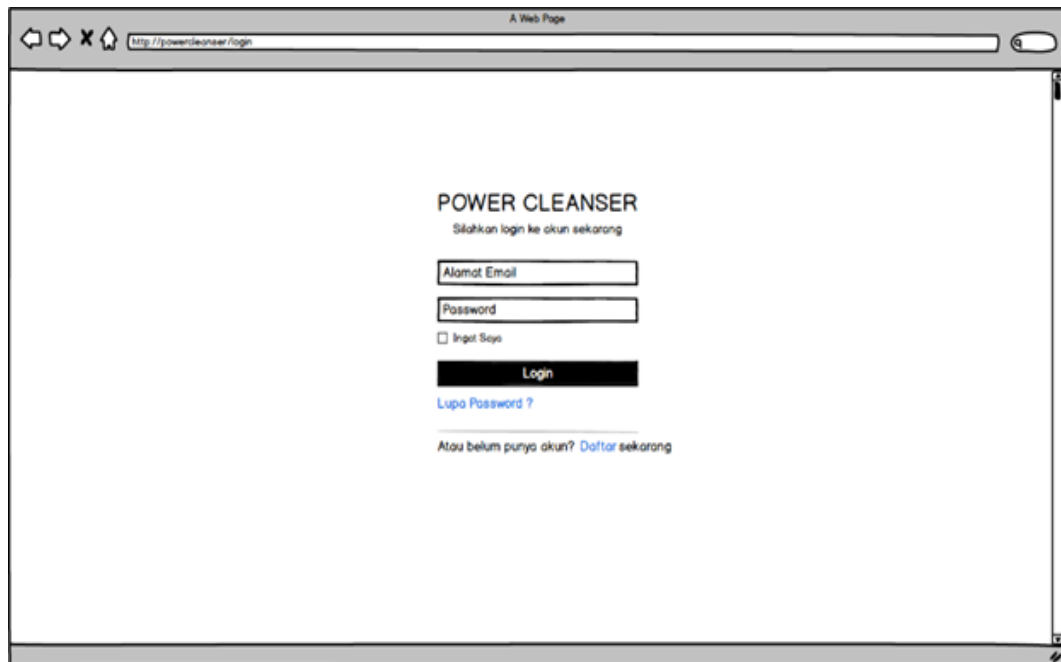 A Web Page
http://powercleanser/login
POWER CLEANSER
Silahkan login ke akun sekarang
Alamat Email
Password
Ingat Saya
Login
Lupa Password ?
Atau belum punya akun? Daftar sekarang